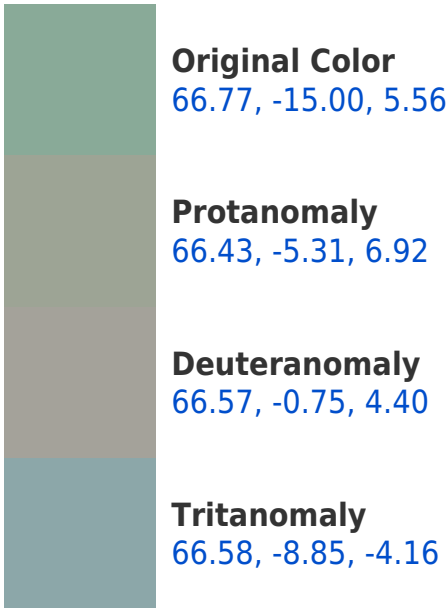 Original Color
66.77, -15.00, 5.56
Protanomaly
66.43, -5.31, 6.92
Deuteranomaly
66.57, -0.75, 4.40
Tritanomaly
66.58, -8.85, -4.16